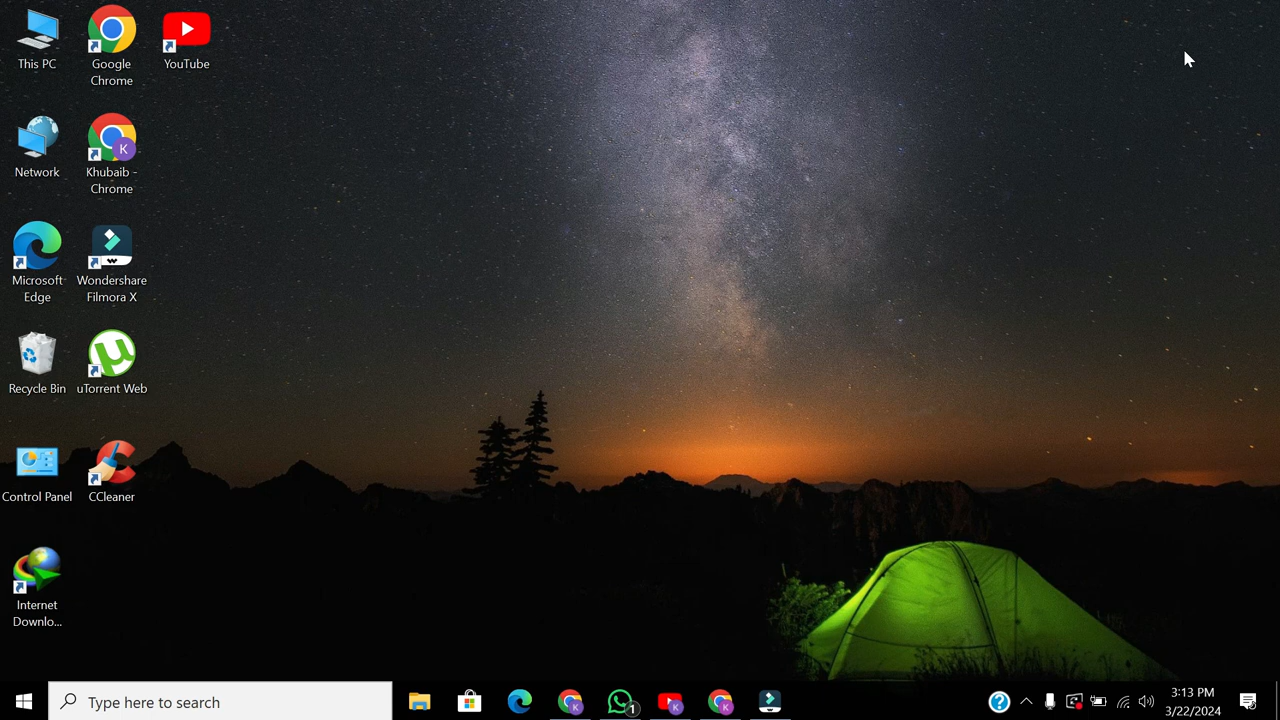 This PC
Google
Chrome
YouTube
Network
K
Khubaib -
Chrome
Microsoft
Edge
Wondershare
Filmora X
Recycle Bin
µ
uTorrent Web
Control Panel
CCleaner
Internet
Downlo...
Type here to search
K
1
K
K
?
3:13 PM
3/22/2024